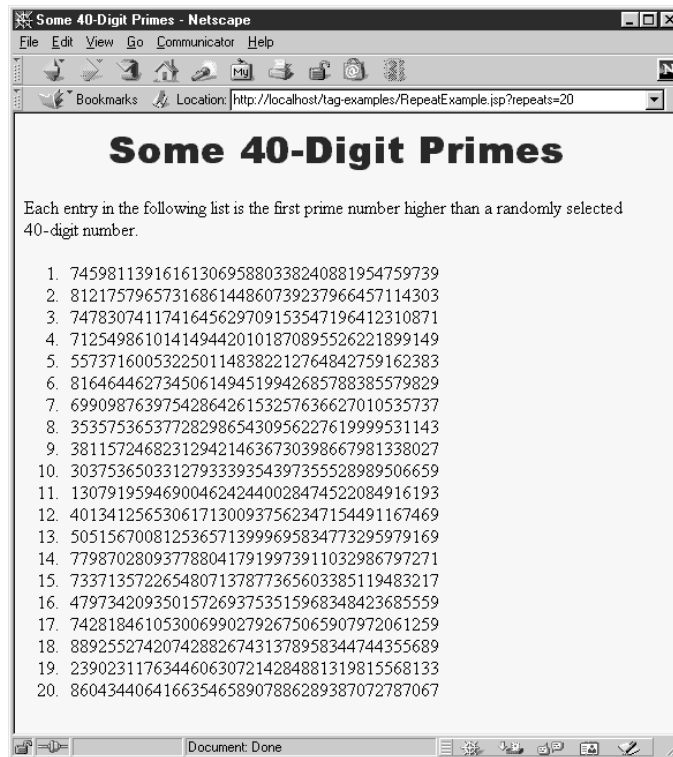 Some 40-Digit Primes - Netscape
File Edit View Go Communicator Help
My
N
Bookmarks Location: http://localhost/tag-examples/RepeatExample.jsp?repeats=20
Some 40-Digit Primes
Each entry in the following list is the first prime number higher than a randomly selected
40-digit number.
1. 7459811391616130695880338240881954759739
2. 8121757965731686144860739237966457114303
3. 7478307411741645629709153547196412310871
4. 7125498610141494420101870895526221899149
5. 5573716005322501148382212764842759162383
6. 8164644627345061494519942685788385579829
7. 6990987639754286426153257636627010535737
8. 3535753653772829865430956227619999531143
9. 3811572468231294214636730398667981338027
10. 3037536503312793339354397355528989506659
11. 1307919594690046242440028474522084916193
12. 4013412565306171300937562347154491167469
13. 5051567008125365713999695834773295979169
14. 7798702809377880417919973911032986797271
15. 7337135722654807137877365603385119483217
16. 4797342093501572693753515968348423685559
17. 7428184610530069902792675065907972061259
18. 8892552742074288267431378958344744355689
19. 2390231176344606307214284881319815568133
20. 8604344064166354658907886289387072787067
Document: Done